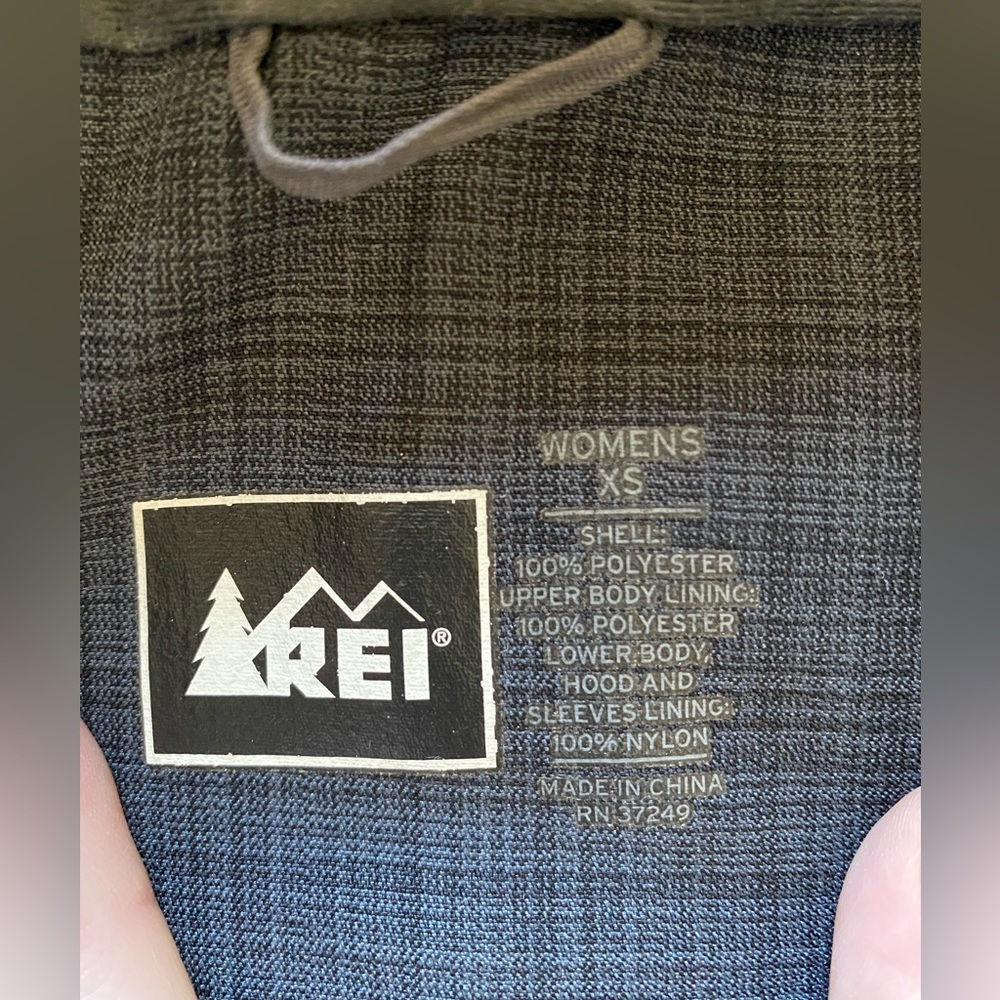 REI®
WOMENS
XS
SHELL:
100% POLYESTER
UPPER BODY LINING:
100% POLYESTER
LOWER BODY,
HOOD AND
SLEEVES LINING:
100% NYLON
MADE IN CHINA
RN 37249